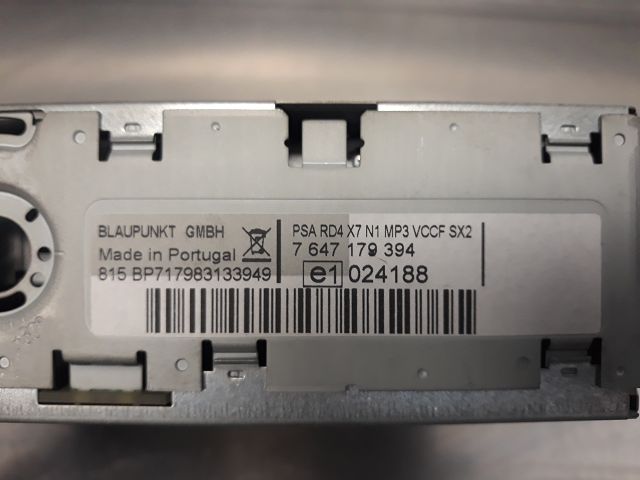 BLAUPUNKT GMBH
Made in Portugal
815 BP717983133949
PSA RD4 X7 N1 MP3 VCCF SX2
7 647 179 394
e1 024188